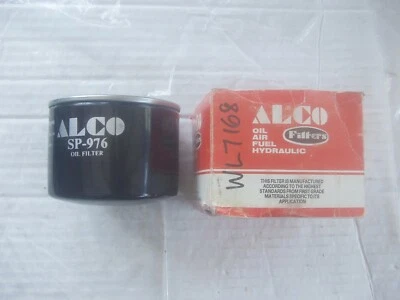 ALCO
SP-976
OIL FILTER
WL7168
ALCO
OIL
AIR
FUEL
HYDRAULIC
Filters
THIS FILTER IS MANUFACTURED
ACCORDING TO THE HIGHEST
STANDARDS FROM FIRST GRADE
MATERIALS SPECIFIC TO ITS
APPLICATION